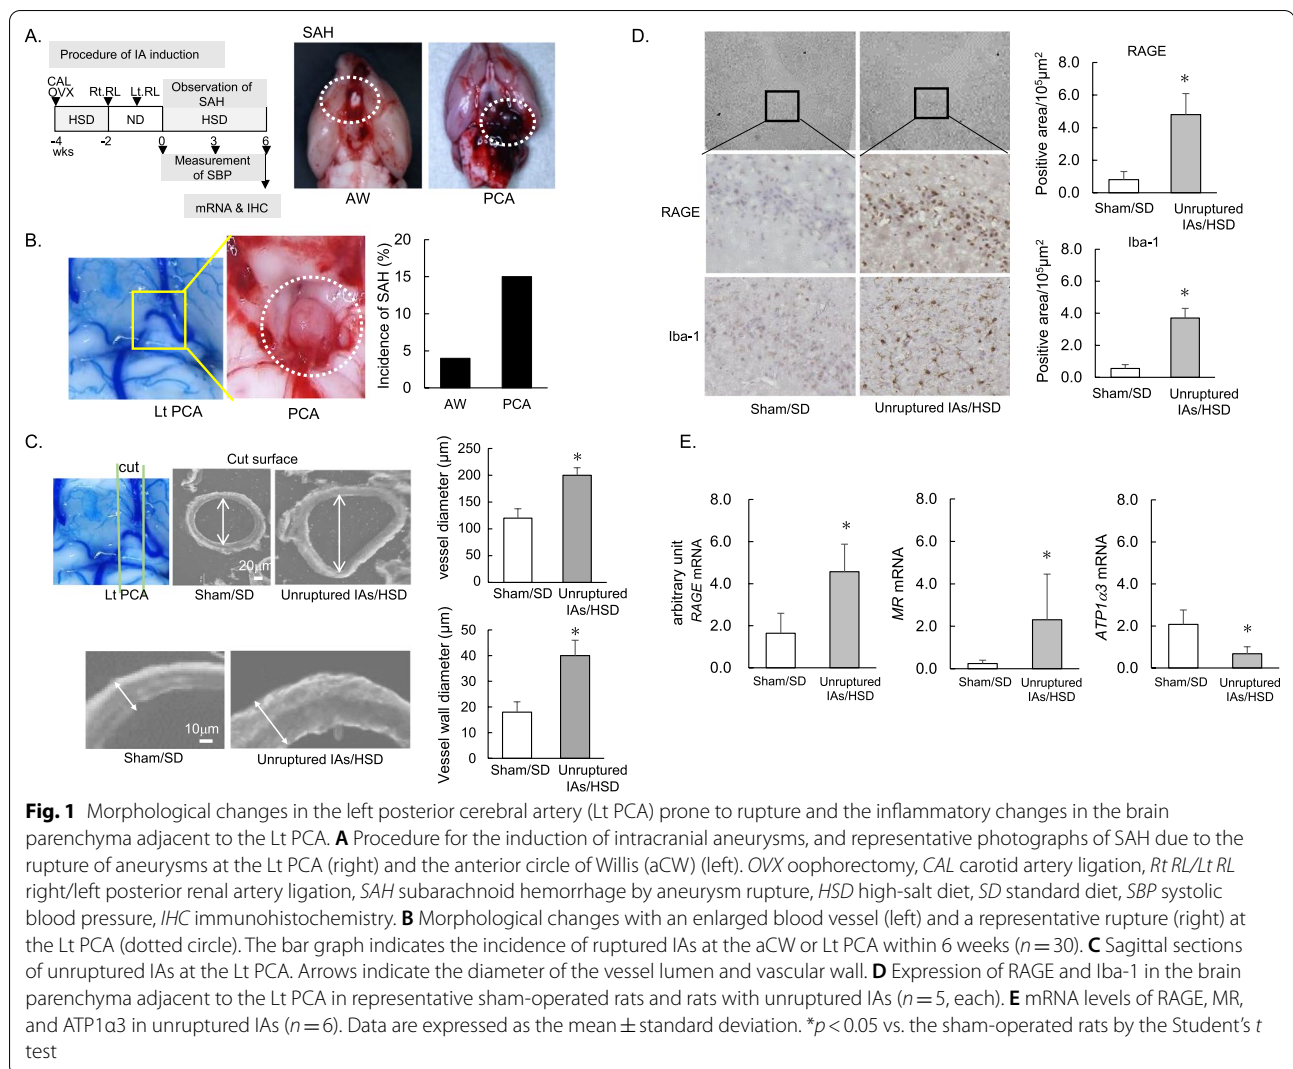 A.
Procedure of IA induction
CAL
OVX
Rt.RL
Lt.RL
Observation of
SAH
HSD
ND
HSD
-4
-2
0
3
6
wks
Measurement
of SBP
mRNA & IHC
SAH
AW
PCA
B.
Lt PCA
PCA
Incidence of SAH (%)
20
15
10
5
0
AW
PCA
C.
cut
Cut surface
20μm
Lt PCA
Sham/SD
Unruptured IAs/HSD
10μm
Sham/SD
Unruptured IAs/HSD
vessel diameter (μm)
250
200
150
100
50
0
*
Sham/SD
Unruptured
IAs/HSD
Vessel wall diameter (μm)
50
40
30
20
10
0
*
Sham/SD
Unruptured
IAs/HSD
D.
RAGE
Iba-1
Sham/SD
Unruptured IAs/HSD
RAGE
Positive area/10⁵μm²
8.0
6.0
4.0
2.0
0.0
*
Sham/SD
Unruptured
IAs/HSD
Iba-1
Positive area/10⁵μm²
8.0
6.0
4.0
2.0
0.0
*
Sham/SD
Unruptured
IAs/HSD
E.
arbitrary unit
RAGE mRNA
8.0
6.0
4.0
2.0
0.0
*
Sham/SD
Unruptured
IAs/HSD
MR mRNA
8.0
6.0
4.0
2.0
0.0
*
Sham/SD
Unruptured
IAs/HSD
ATP1α3 mRNA
8.0
6.0
4.0
2.0
0.0
*
Sham/SD
Unruptured
IAs/HSD
Fig. 1 Morphological changes in the left posterior cerebral artery (Lt PCA) prone to rupture and the inflammatory changes in the brain
parenchyma adjacent to the Lt PCA. A Procedure for the induction of intracranial aneurysms, and representative photographs of SAH due to the
rupture of aneurysms at the Lt PCA (right) and the anterior circle of Willis (aCW) (left). OVX oophorectomy, CAL carotid artery ligation, Rt RL/Lt RL
right/left posterior renal artery ligation, SAH subarachnoid hemorrhage by aneurysm rupture, HSD high-salt diet, SD standard diet, SBP systolic
blood pressure, IHC immunohistochemistry. B Morphological changes with an enlarged blood vessel (left) and a representative rupture (right) at
the Lt PCA (dotted circle). The bar graph indicates the incidence of ruptured IAs at the aCW or Lt PCA within 6 weeks (n = 30). C Sagittal sections
of unruptured IAs at the Lt PCA. Arrows indicate the diameter of the vessel lumen and vascular wall. D Expression of RAGE and Iba-1 in the brain
parenchyma adjacent to the Lt PCA in representative sham-operated rats and rats with unruptured IAs (n = 5, each). E mRNA levels of RAGE, MR,
and ATP1α3 in unruptured IAs (n = 6). Data are expressed as the mean ± standard deviation. *p < 0.05 vs. the sham-operated rats by the Student's t
test